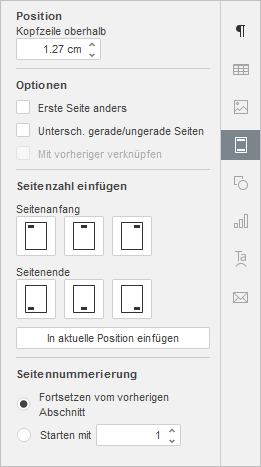 Position
Kopfzeile oberhalb
1.27 cm
Optionen
Erste Seite anders
Untersch. gerade/ungerade Seiten
Mit vorheriger verknüpfen
Seitenzahl einfügen
Seitenanfang
Seitenende
In aktuelle Position einfügen
Seitennummerierung
Fortsetzen vom vorherigen
Abschnitt
Starten mit 1
¶
Ta